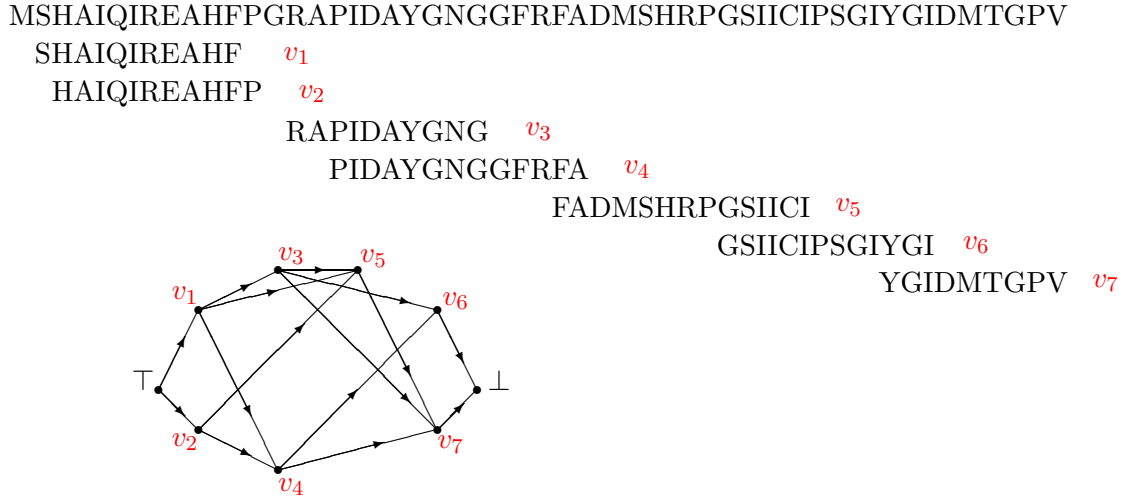 MSHAIQIREAHFPGRAPIDAYGNGGFRFADMSHRPGSIICIPSGIYGIDMTGPV
SHAIQIREAHF v1
HAIQIREAHFP v2
RAPIDAYGNG v3
PIDAYGNGGFRFA v4
FADMSHRPGSIICI v5
GSIICIPSGIYGI v6
YGIDMTGPV v7
v3 v5
v1 v6
⊤ ⊥
v2 v7
v4